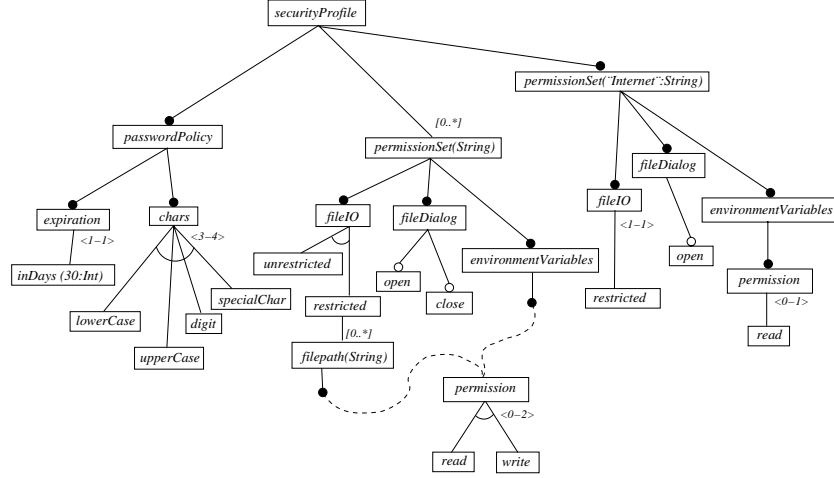 securityProfile
permissionSet(¨Internet¨:String)
passwordPolicy
[0..*]
permissionSet(String)
fileDialog
expiration
chars
fileIO
fileDialog
fileIO
environmentVariables
<1-1>
<3-4>
<1-1>
inDays (30:Int)
unrestricted
environmentVariables
open
open
permission
specialChar
restricted
close
restricted
<0-1>
lowerCase
digit
[0..*]
read
upperCase
filepath(String)
permission
<0-2>
read
write